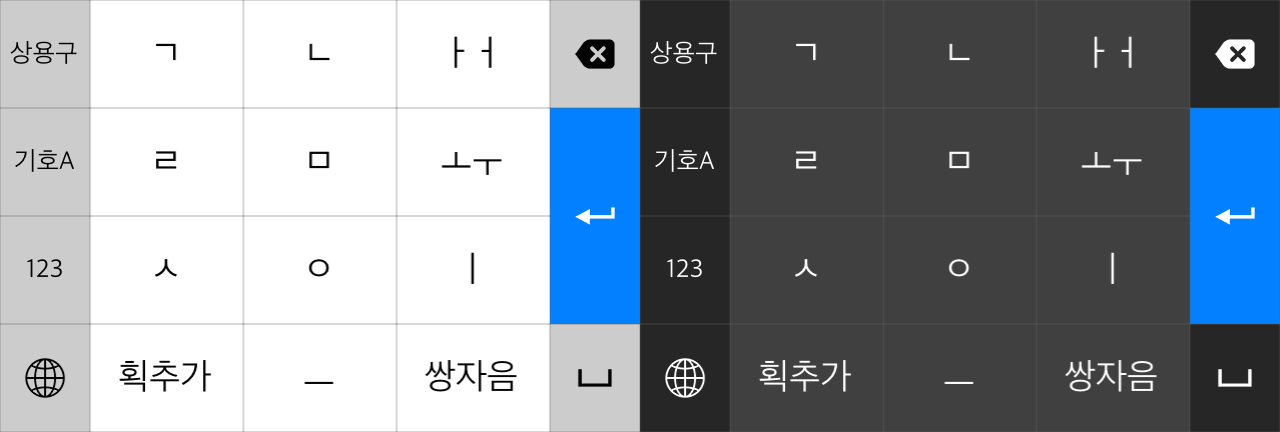 상용구 ㄱ ㄴ ㅏㅓ 상용구 ㄱ ㄴ ㅏㅓ
기호A ㄹ ㅁ ㅗㅜ 기호A ㄹ ㅁ ㅗㅜ
123 ㅅ ㅇ ㅣ 123 ㅅ ㅇ ㅣ
획추가 ㅡ 쌍자음 획추가 ㅡ 쌍자음